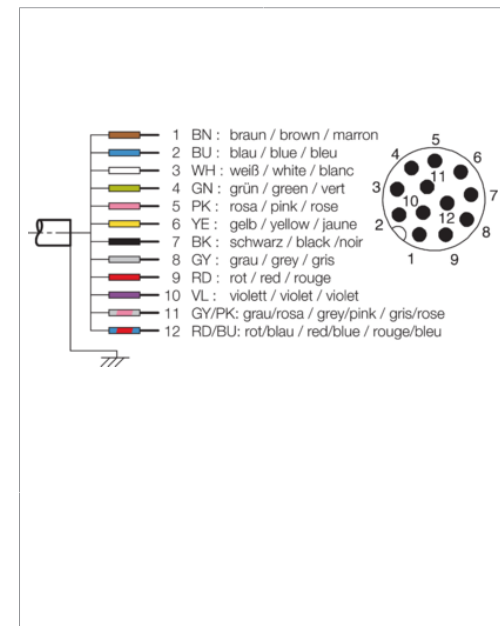 1 BN : braun / brown / marron
2 BU : blau / blue / bleu
3 WH : weiß / white / blanc
4 GN : grün / green / vert
5 PK : rosa / pink / rose
6 YE : gelb / yellow / jaune
7 BK : schwarz / black /noir
8 GY : grau / grey / gris
9 RD : rot / red / rouge
10 VL : violett / violet / violet
11 GY/PK: grau/rosa / grey/pink / gris/rose
12 RD/BU: rot/blau / red/blue / rouge/bleu
5
4 6
11
3 7
10
12
2 8
1 9